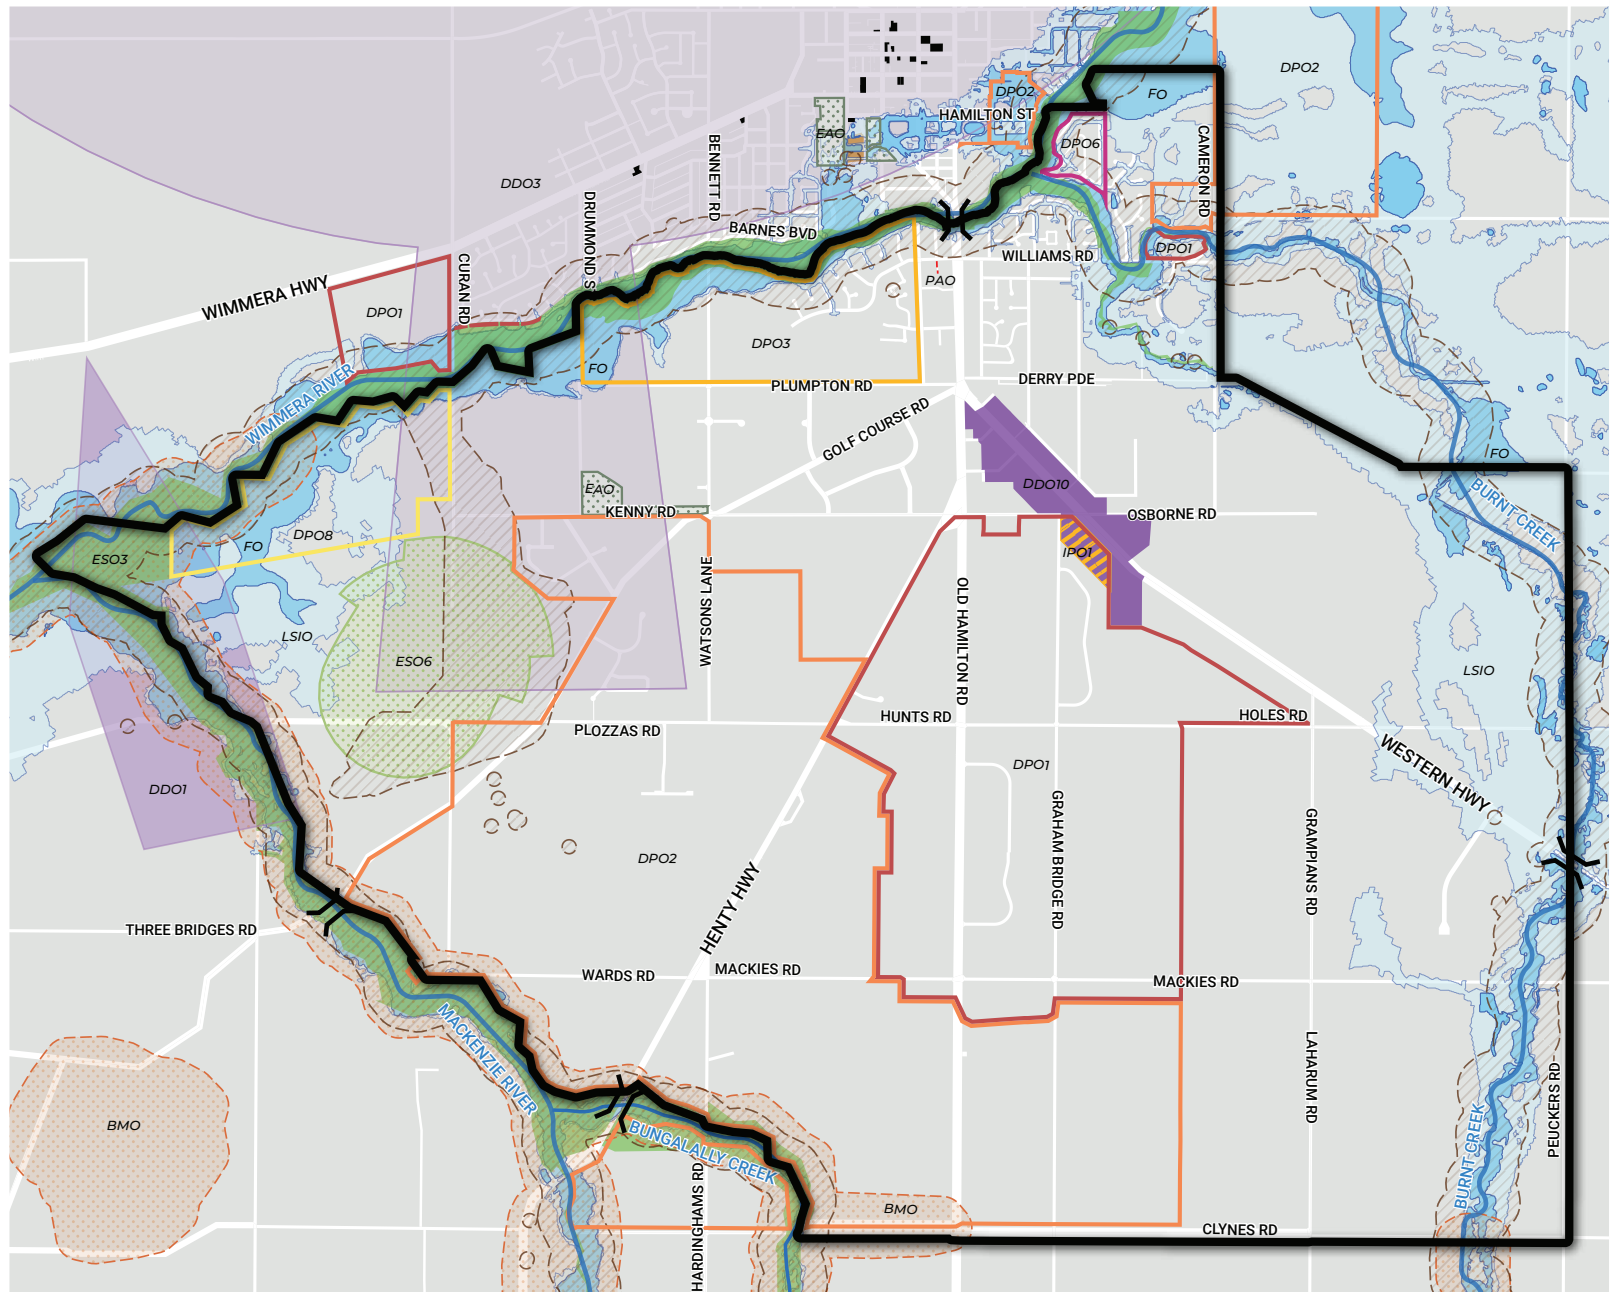 DPO2
DPO2
FO
HAMILTON ST
EAO
DPO6
CAMERON RD
BENNETT RD
DDO3
DRUMMOND S
BARNES BVD
DPO1
WILLIAMS RD
CURAN RD
WIMMERA HWY
PAO
DPO1
DPO3
FO
PLUMPTON RD
DERRY PDE
WIMMERA RIVER
GOLF COURSE RD
FO
DDO10
EAO
KENNY RD
OSBORNE RD
BURNT CREEK
DPO8
FO
ESO3
IPO1
WATSONS LANE
OLD HAMILTON RD
LSIO
ESO6
LSIO
HUNTS RD
HOLES RD
PLOZZAS RD
WESTERN HWY
DPO1
DDO1
GRAHAM BRIDGE RD
GRAMPIANS RD
DPO2
HENTY HWY
THREE BRIDGES RD
WARDS RD
MACKIES RD
MACKIES RD
MACKENZIE RIVER
LAHARUM RD
PEUCKERS RD
BMO
BUNGALALLY CREEK
BURNT CREEK
HARDINGHAMS RD
BMO
CLYNES RD